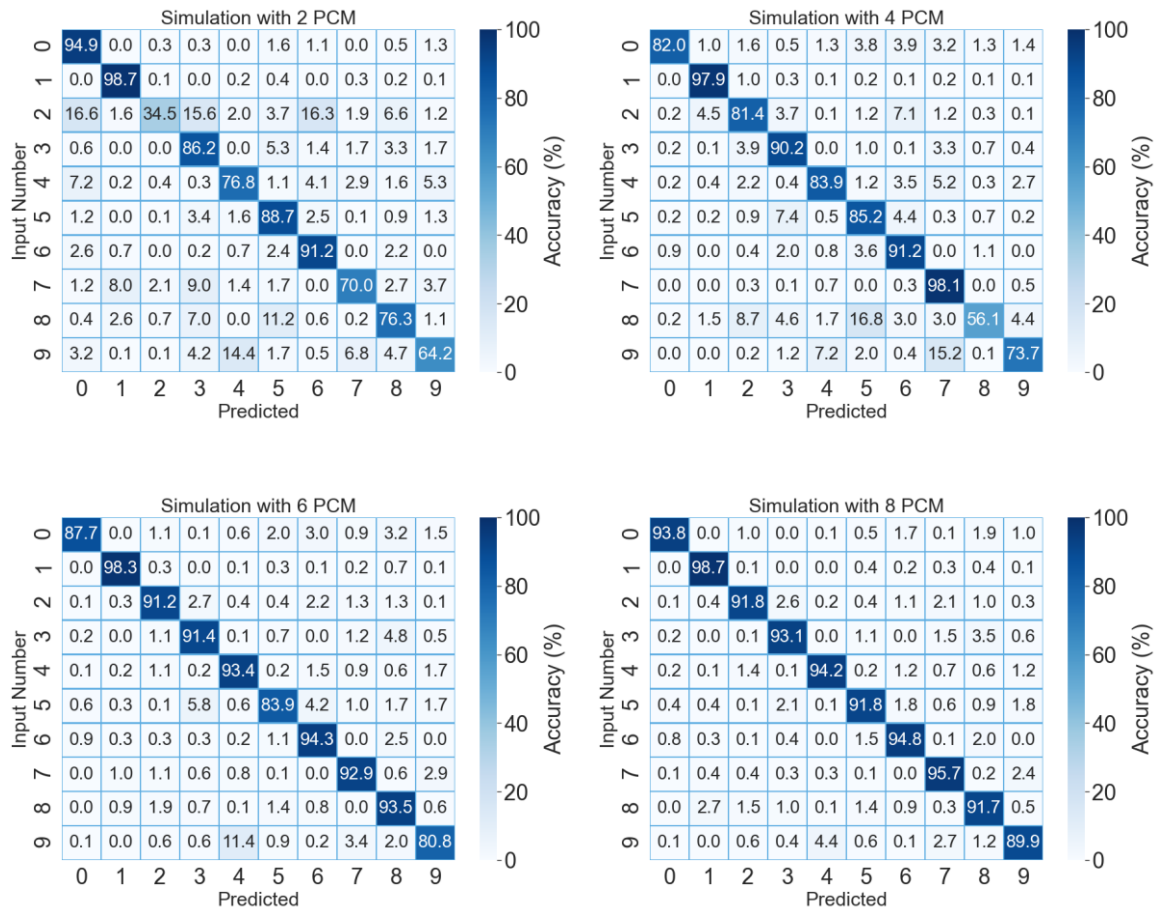 Simulation with 2 PCM
0 94.9 0.0 0.3 0.3 0.0 1.6 1.1 0.0 0.5 1.3
1 0.0 98.7 0.1 0.0 0.2 0.4 0.0 0.3 0.2 0.1
2 16.6 1.6 34.5 15.6 2.0 3.7 16.3 1.9 6.6 1.2
3 0.6 0.0 0.0 86.2 0.0 5.3 1.4 1.7 3.3 1.7
4 7.2 0.2 0.4 0.3 76.8 1.1 4.1 2.9 1.6 5.3
5 1.2 0.0 0.1 3.4 1.6 88.7 2.5 0.1 0.9 1.3
6 2.6 0.7 0.0 0.2 0.7 2.4 91.2 0.0 2.2 0.0
7 1.2 8.0 2.1 9.0 1.4 1.7 0.0 70.0 2.7 3.7
8 0.4 2.6 0.7 7.0 0.0 11.2 0.6 0.2 76.3 1.1
9 3.2 0.1 0.1 4.2 14.4 1.7 0.5 6.8 4.7 64.2
0 1 2 3 4 5 6 7 8 9
Predicted
Input Number
100
80
60
40
20
0
Accuracy (%)
Simulation with 4 PCM
0 82.0 1.0 1.6 0.5 1.3 3.8 3.9 3.2 1.3 1.4
1 0.0 97.9 1.0 0.3 0.1 0.2 0.1 0.2 0.1 0.1
2 0.2 4.5 81.4 3.7 0.1 1.2 7.1 1.2 0.3 0.1
3 0.2 0.1 3.9 90.2 0.0 1.0 0.1 3.3 0.7 0.4
4 0.2 0.4 2.2 0.4 83.9 1.2 3.5 5.2 0.3 2.7
5 0.2 0.2 0.9 7.4 0.5 85.2 4.4 0.3 0.7 0.2
6 0.9 0.0 0.4 2.0 0.8 3.6 91.2 0.0 1.1 0.0
7 0.0 0.0 0.3 0.1 0.7 0.0 0.3 98.1 0.0 0.5
8 0.2 1.5 8.7 4.6 1.7 16.8 3.0 3.0 56.1 4.4
9 0.0 0.0 0.2 1.2 7.2 2.0 0.4 15.2 0.1 73.7
0 1 2 3 4 5 6 7 8 9
Predicted
Input Number
100
80
60
40
20
0
Accuracy (%)
Simulation with 6 PCM
0 87.7 0.0 1.1 0.1 0.6 2.0 3.0 0.9 3.2 1.5
1 0.0 98.3 0.3 0.0 0.1 0.3 0.1 0.2 0.7 0.1
2 0.1 0.3 91.2 2.7 0.4 0.4 2.2 1.3 1.3 0.1
3 0.2 0.0 1.1 91.4 0.1 0.7 0.0 1.2 4.8 0.5
4 0.1 0.2 1.1 0.2 93.4 0.2 1.5 0.9 0.6 1.7
5 0.6 0.3 0.1 5.8 0.6 83.9 4.2 1.0 1.7 1.7
6 0.9 0.3 0.3 0.3 0.2 1.1 94.3 0.0 2.5 0.0
7 0.0 1.0 1.1 0.6 0.8 0.1 0.0 92.9 0.6 2.9
8 0.0 0.9 1.9 0.7 0.1 1.4 0.8 0.0 93.5 0.6
9 0.1 0.0 0.6 0.6 11.4 0.9 0.2 3.4 2.0 80.8
0 1 2 3 4 5 6 7 8 9
Predicted
Input Number
100
80
60
40
20
0
Accuracy (%)
Simulation with 8 PCM
0 93.8 0.0 1.0 0.0 0.1 0.5 1.7 0.1 1.9 1.0
1 0.0 98.7 0.1 0.0 0.0 0.4 0.2 0.3 0.4 0.1
2 0.1 0.4 91.8 2.6 0.2 0.4 1.1 2.1 1.0 0.3
3 0.2 0.0 0.1 93.1 0.0 1.1 0.0 1.5 3.5 0.6
4 0.2 0.1 1.4 0.1 94.2 0.2 1.2 0.7 0.6 1.2
5 0.4 0.4 0.1 2.1 0.1 91.8 1.8 0.6 0.9 1.8
6 0.8 0.3 0.1 0.4 0.0 1.5 94.8 0.1 2.0 0.0
7 0.1 0.4 0.4 0.3 0.3 0.1 0.0 95.7 0.2 2.4
8 0.0 2.7 1.5 1.0 0.1 1.4 0.9 0.3 91.7 0.5
9 0.1 0.0 0.6 0.4 4.4 0.6 0.1 2.7 1.2 89.9
0 1 2 3 4 5 6 7 8 9
Predicted
Input Number
100
80
60
40
20
0
Accuracy (%)